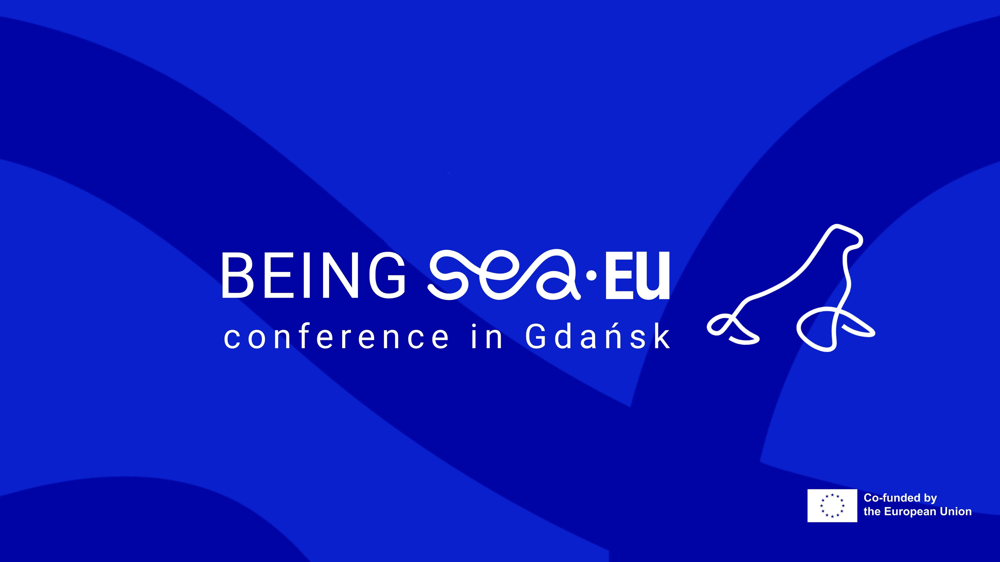 BEING sea·EU
conference in Gdańsk
Co-funded by
the European Union